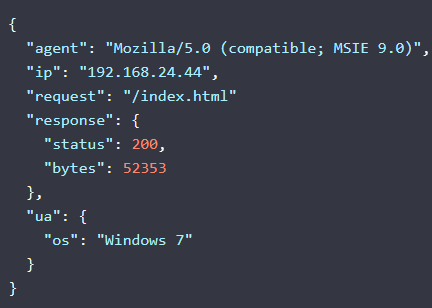 {
"agent": "Mozilla/5.0 (compatible; MSIE 9.0)",
"ip": "192.168.24.44",
"request": "/index.html"
"response": {
"status": 200,
"bytes": 52353
},
"ua": {
"os": "Windows 7"
}
}